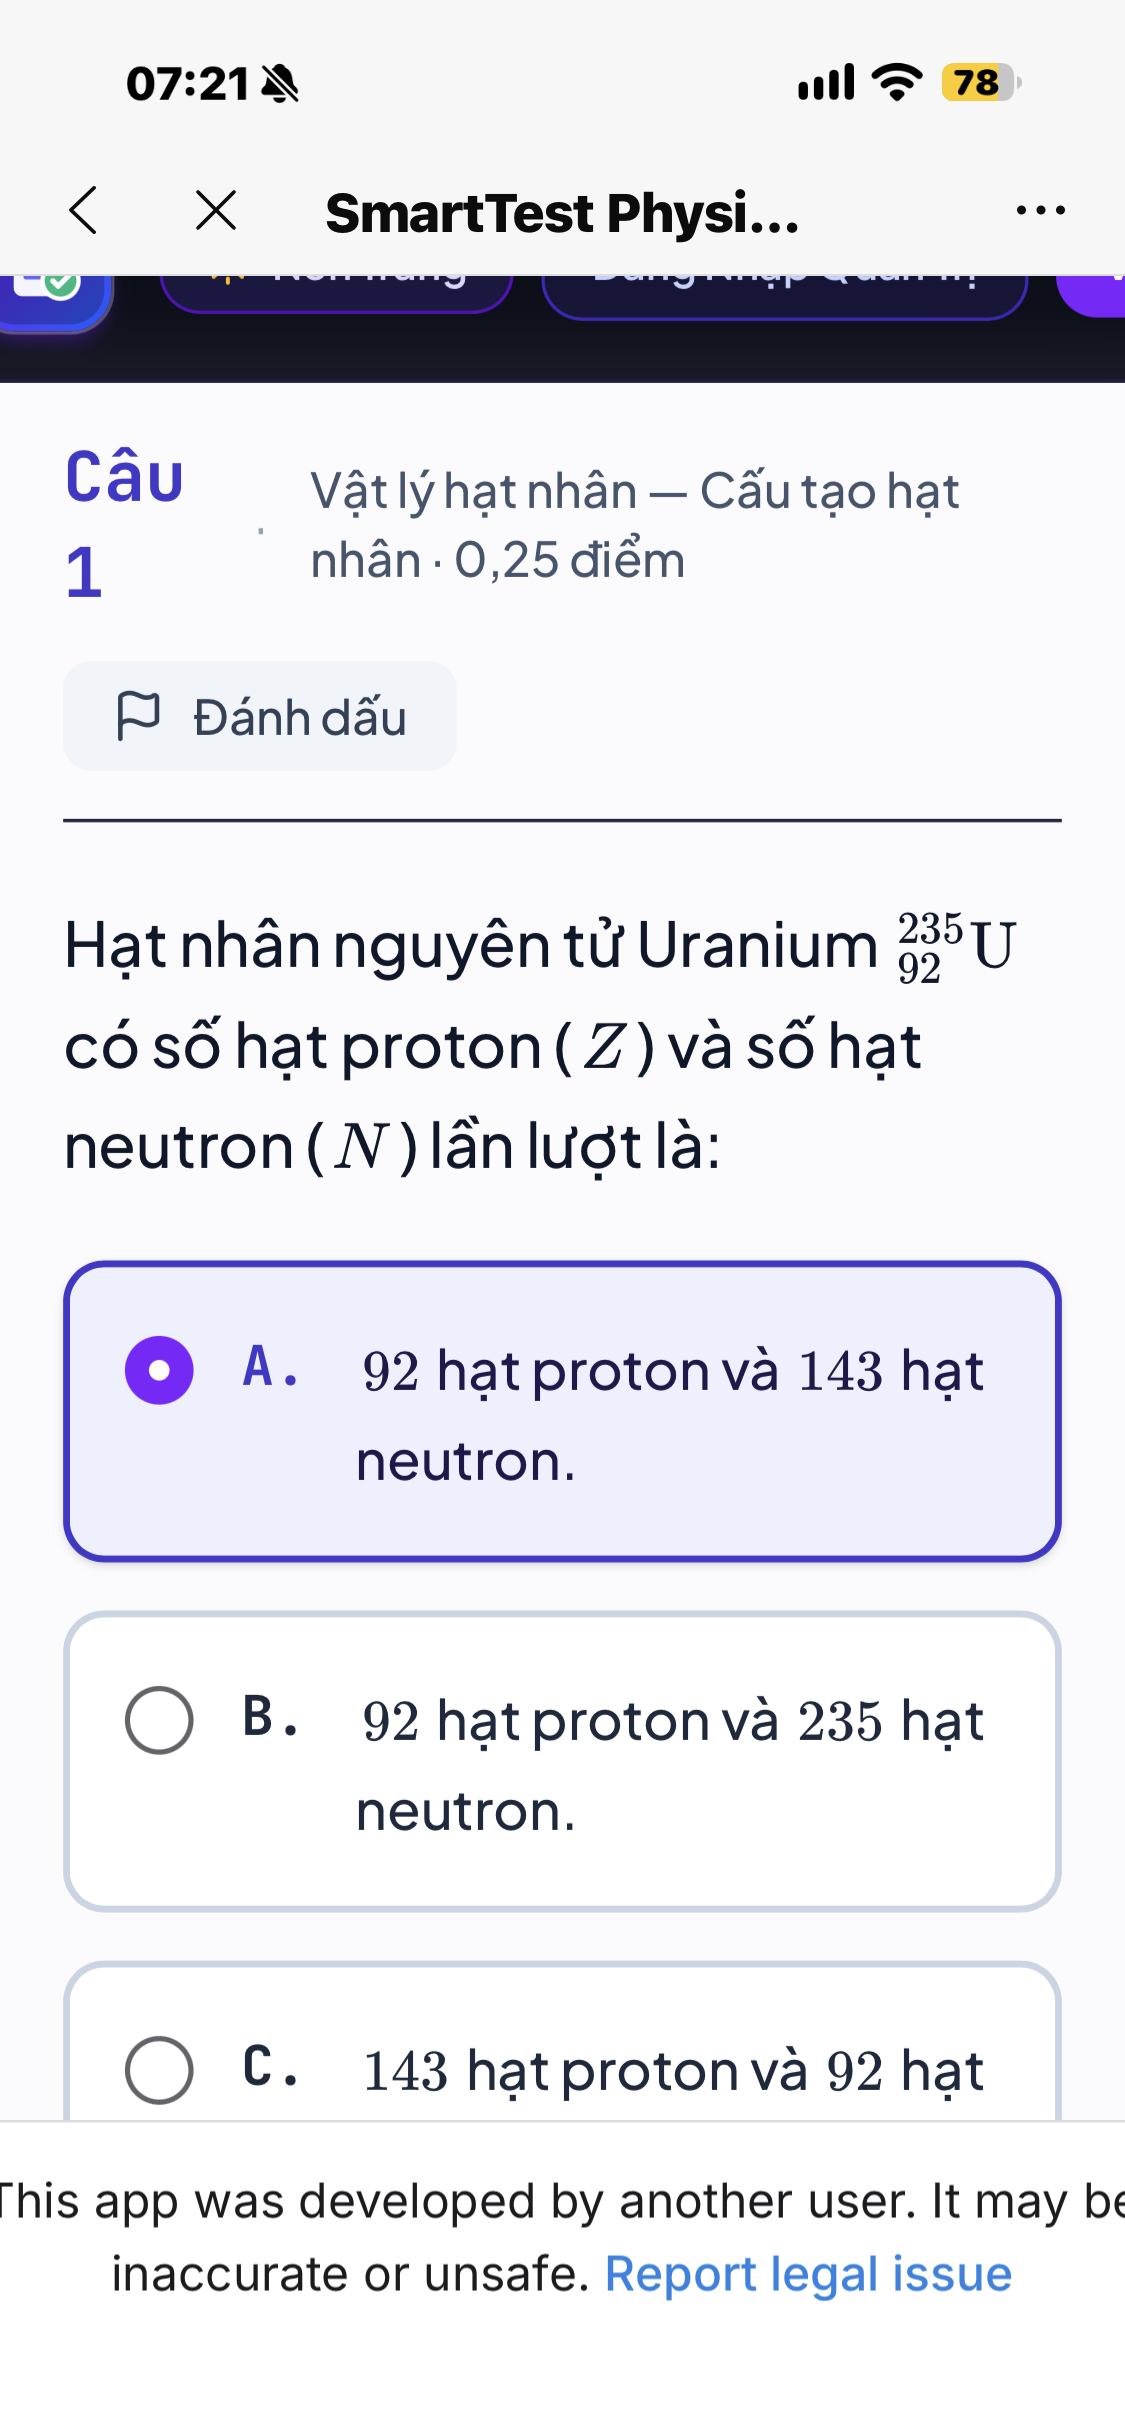 07:21
78
SmartTest Physi...
Câu
1
·
Vật lý hạt nhân — Cấu tạo hạt
nhân · 0,25 điểm
Đánh dấu
Hạt nhân nguyên tử Uranium $^{235}_{92}\mathrm{U}$
có số hạt proton ( Z ) và số hạt
neutron ( N ) lần lượt là:
A. 92 hạt proton và 143 hạt
neutron.
B. 92 hạt proton và 235 hạt
neutron.
C. 143 hạt proton và 92 hạt
This app was developed by another user. It may be
inaccurate or unsafe. Report legal issue